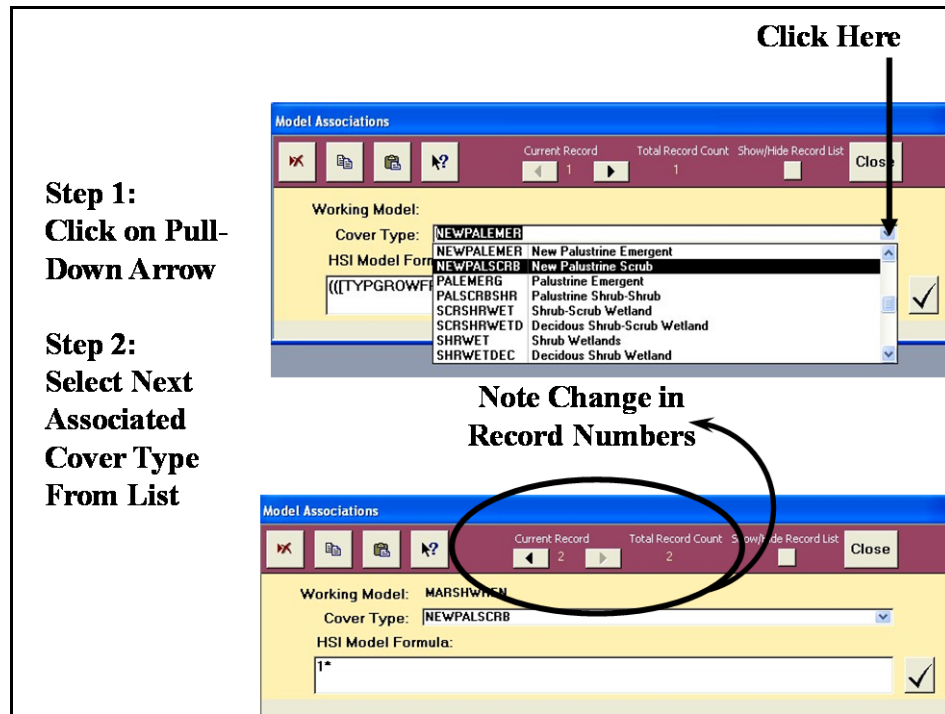 Click Here
Model Associations
Current Record
Total Record Count
Show/Hide Record List
1
1
Close
Step 1:
Click on Pull-
Down Arrow
Working Model:
Cover Type: NEWPALEMER
NEWPALEMER New Palustrine Emergent
NEWPALSCRB New Palustrine Scrub
PALEMERG Palustrine Emergent
PALSCRBSHR Palustrine Shrub-Shrub
SCRSHRWET Shrub-Scrub Wetland
SCRSHRWETD Decidous Shrub-Scrub Wetland
SHRWET Shrub Wetlands
SHRWETDEC Decidous Shrub Wetland
HSI Model Form
((([TYPGROWF
Step 2:
Select Next
Associated
Cover Type
From List
Note Change in
Record Numbers
Model Associations
Current Record
Total Record Count
Show/Hide Record List
2
2
Close
Working Model: MARSHWREN
Cover Type: NEWPALSCRB
HSI Model Formula:
1*